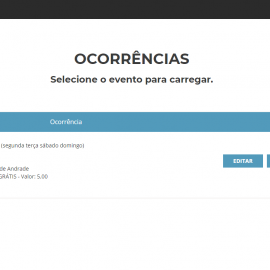 OCORRÊNCIAS
Selecione o evento para carregar.
Ocorrência
(segunda terça sábado domingo)
EDITAR
de Andrade
GRÁTIS - Valor: 5,00